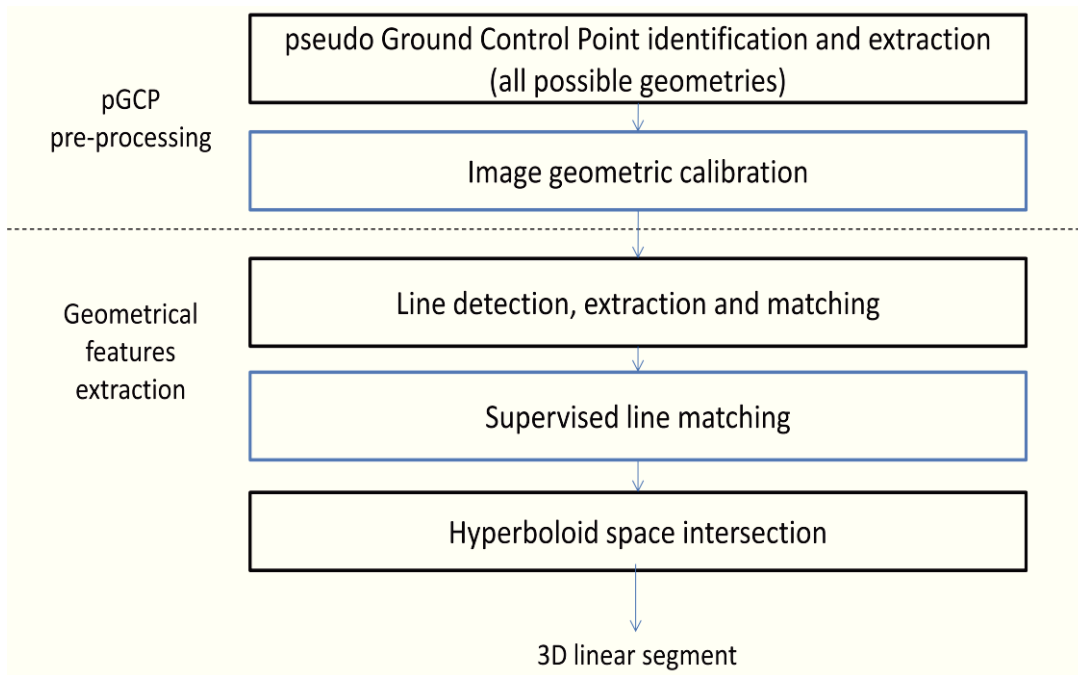 pseudo Ground Control Point identification and extraction
(all possible geometries)
pGCP
pre-processing
Image geometric calibration
Line detection, extraction and matching
Geometrical
features
extraction
Supervised line matching
Hyperboloid space intersection
3D linear segment